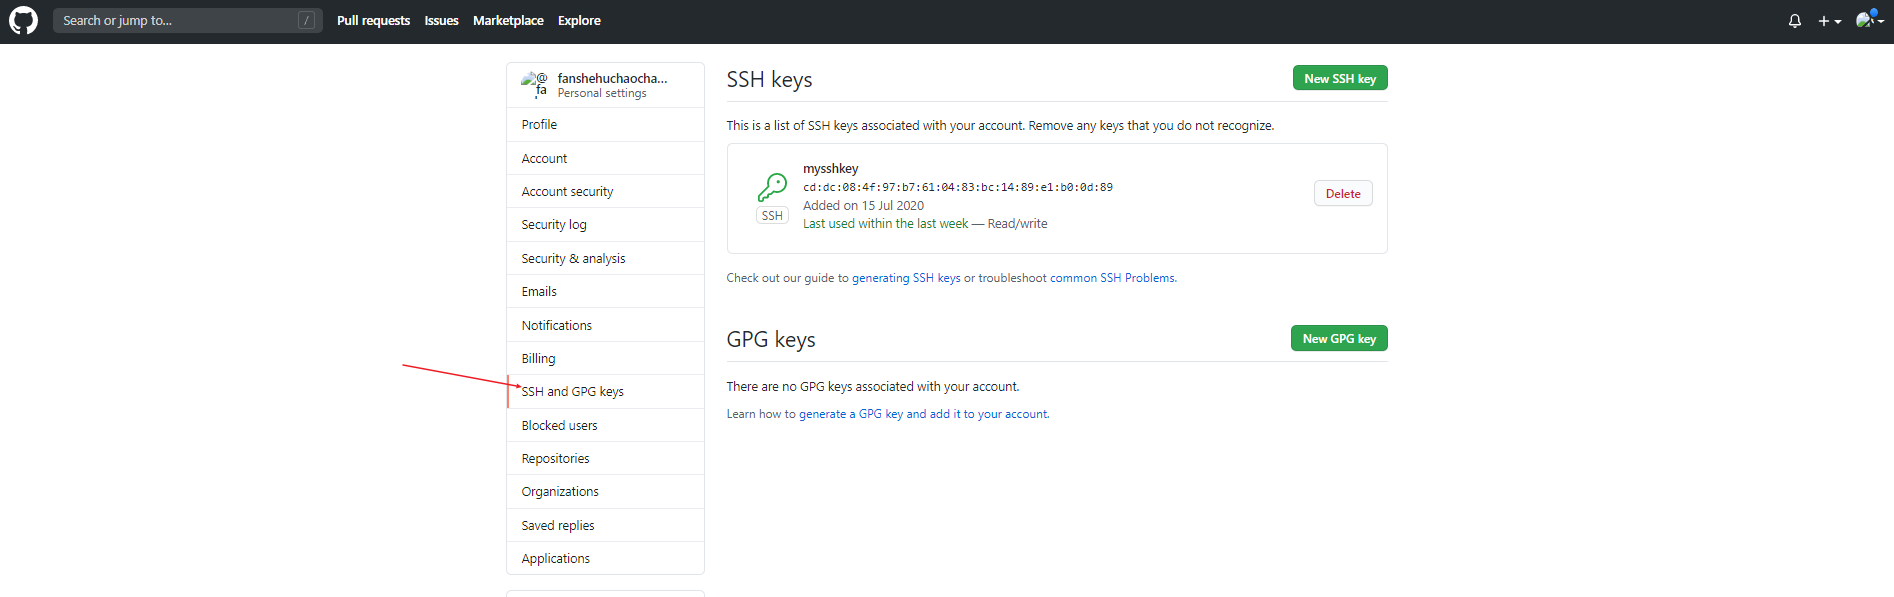 Search or jump to... /
Pull requests Issues Marketplace Explore
@
fa
fanshehuchaocha...
Personal settings
Profile
Account
Account security
Security log
Security & analysis
Emails
Notifications
Billing
SSH and GPG keys
Blocked users
Repositories
Organizations
Saved replies
Applications
SSH keys
New SSH key
This is a list of SSH keys associated with your account. Remove any keys that you do not recognize.
SSH
mysshkey
cd:dc:08:4f:97:b7:61:04:83:bc:14:89:e1:b0:0d:89
Added on 15 Jul 2020
Last used within the last week — Read/write
Delete
Check out our guide to generating SSH keys or troubleshoot common SSH Problems.
GPG keys
New GPG key
There are no GPG keys associated with your account.
Learn how to generate a GPG key and add it to your account.